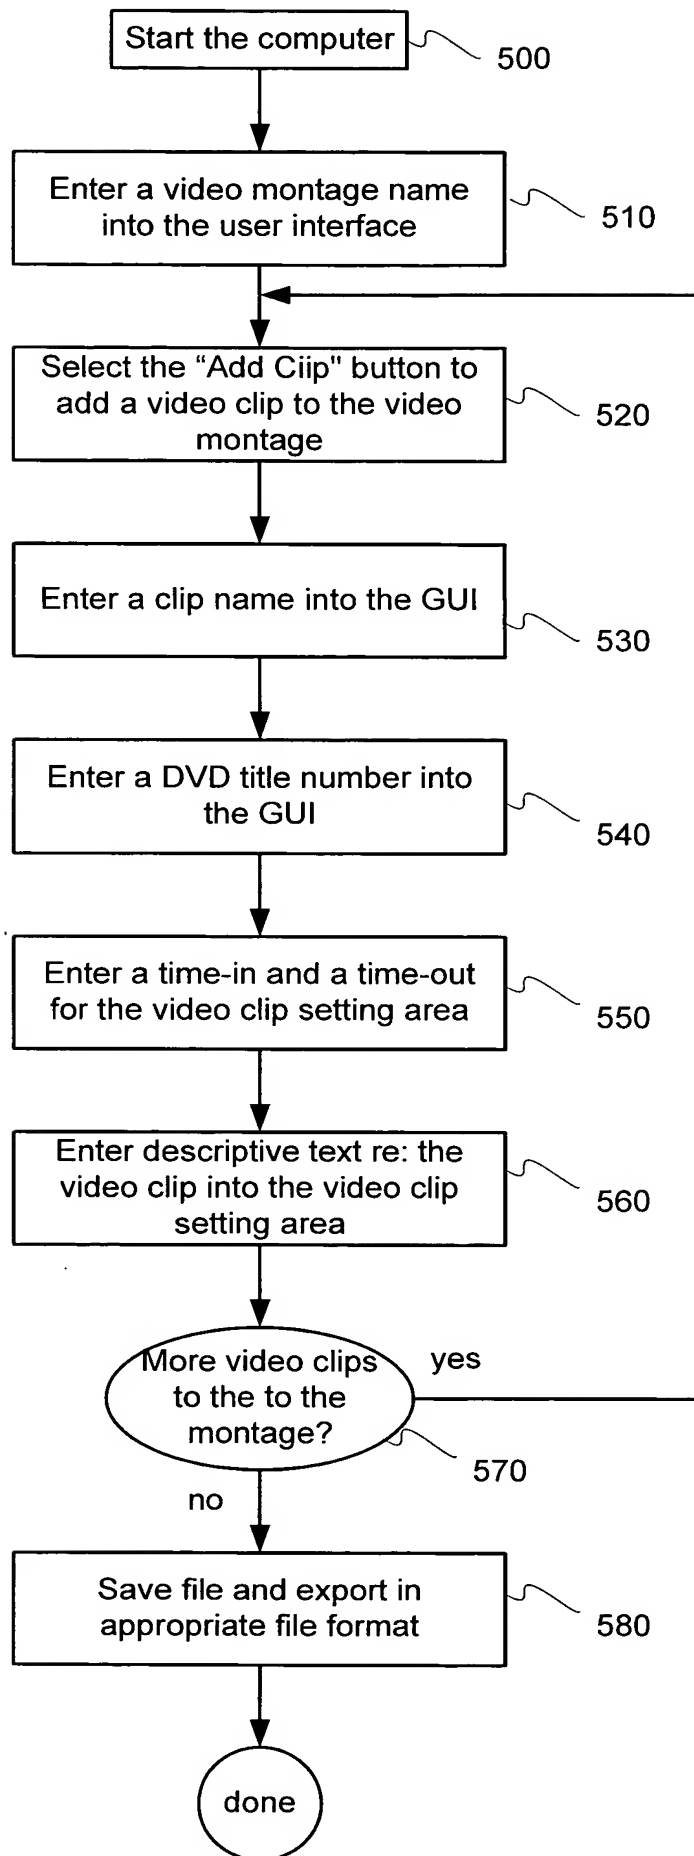 Start the computer
500
Enter a video montage name
into the user interface
510
Select the “Add Ciip" button to
add a video clip to the video
montage
520
Enter a clip name into the GUI
530
Enter a DVD title number into
the GUI
540
Enter a time-in and a time-out
for the video clip setting area
550
Enter descriptive text re: the
video clip into the video clip
setting area
560
More video clips
to the to the
montage?
yes
570
no
Save file and export in
appropriate file format
580
done